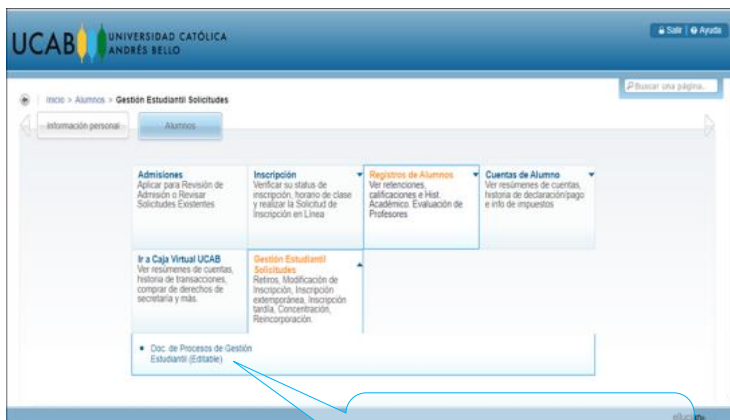 UCAB UNIVERSIDAD CATÓLICA
ANDRÉS BELLO
Salir | Ayuda
Buscar una página..
Inicio > Alumnos > Gestión Estudiantil Solicitudes
Información personal
Alumnos
Admisiones
Aplicar para Revisión de
Admisión o Revisar
Solicitudes Existentes
Inscripción
Verificar su status de
inscripción, horario de clase
y realizar la Solicitud de
Inscripción en Línea
Registros de Alumnos
Ver retenciones,
calificaciones e Hist.
Académico. Evaluación de
Profesores
Cuentas de Alumno
Ver resúmenes de cuentas,
historia de declaración/pago
e info de impuestos
Ir a Caja Virtual UCAB
Ver resúmenes de cuentas,
historia de transacciones,
comprar de derechos de
secretaría y más.
Gestión Estudiantil
Solicitudes
Retiros, Modificación de
Inscripción, Inscripción
extemporánea, Inscripción
tardía, Concentración,
Reincorporación.
Doc. de Procesos de Gestión
Estudiantil (Editable)
ellucian